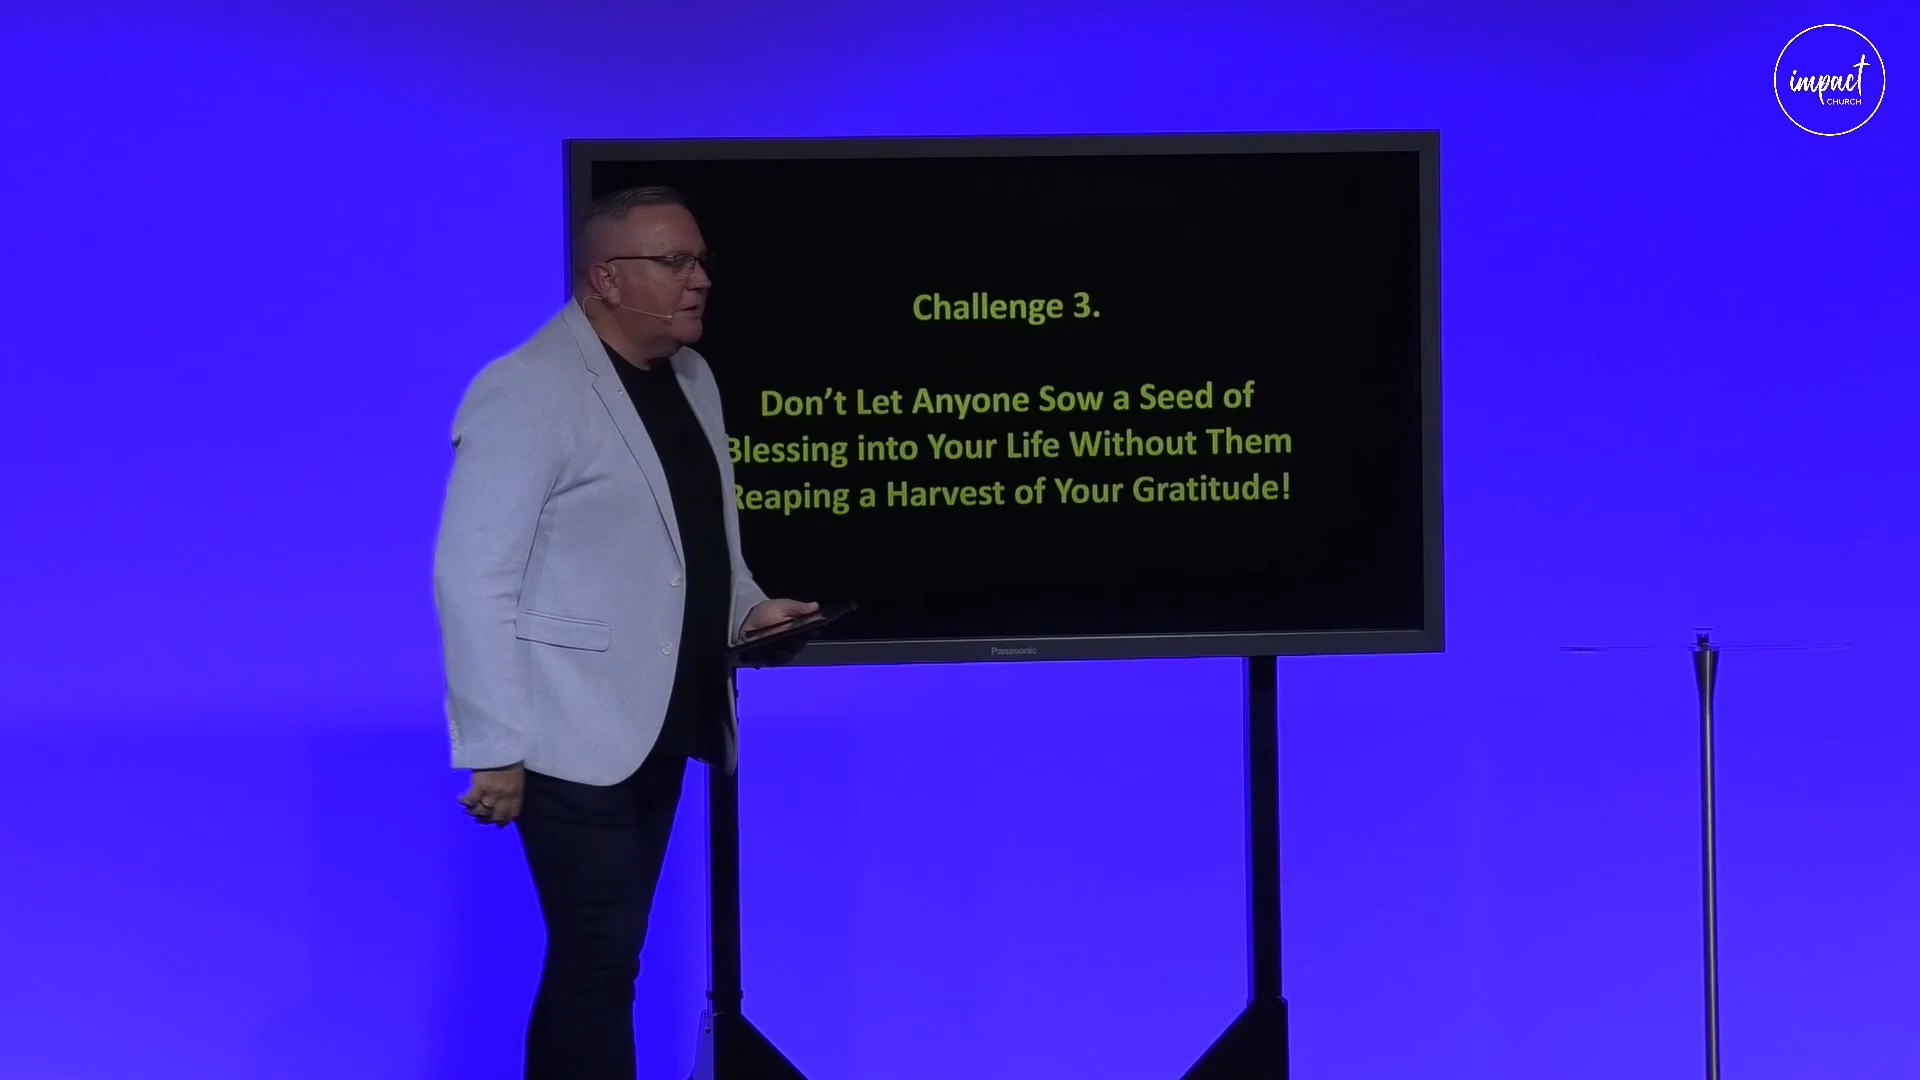 impact
CHURCH
Challenge 3.
Don't Let Anyone Sow a Seed of
Blessing into Your Life Without Them
Reaping a Harvest of Your Gratitude!
Panasonic